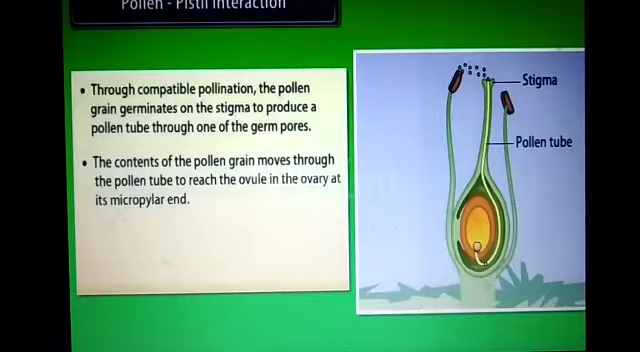 Pollen - Pistil Interaction
• Through compatible pollination, the pollen
grain germinates on the stigma to produce a
pollen tube through one of the germ pores.
• The contents of the pollen grain moves through
the pollen tube to reach the ovule in the ovary at
its micropylar end.
Stigma
Pollen tube